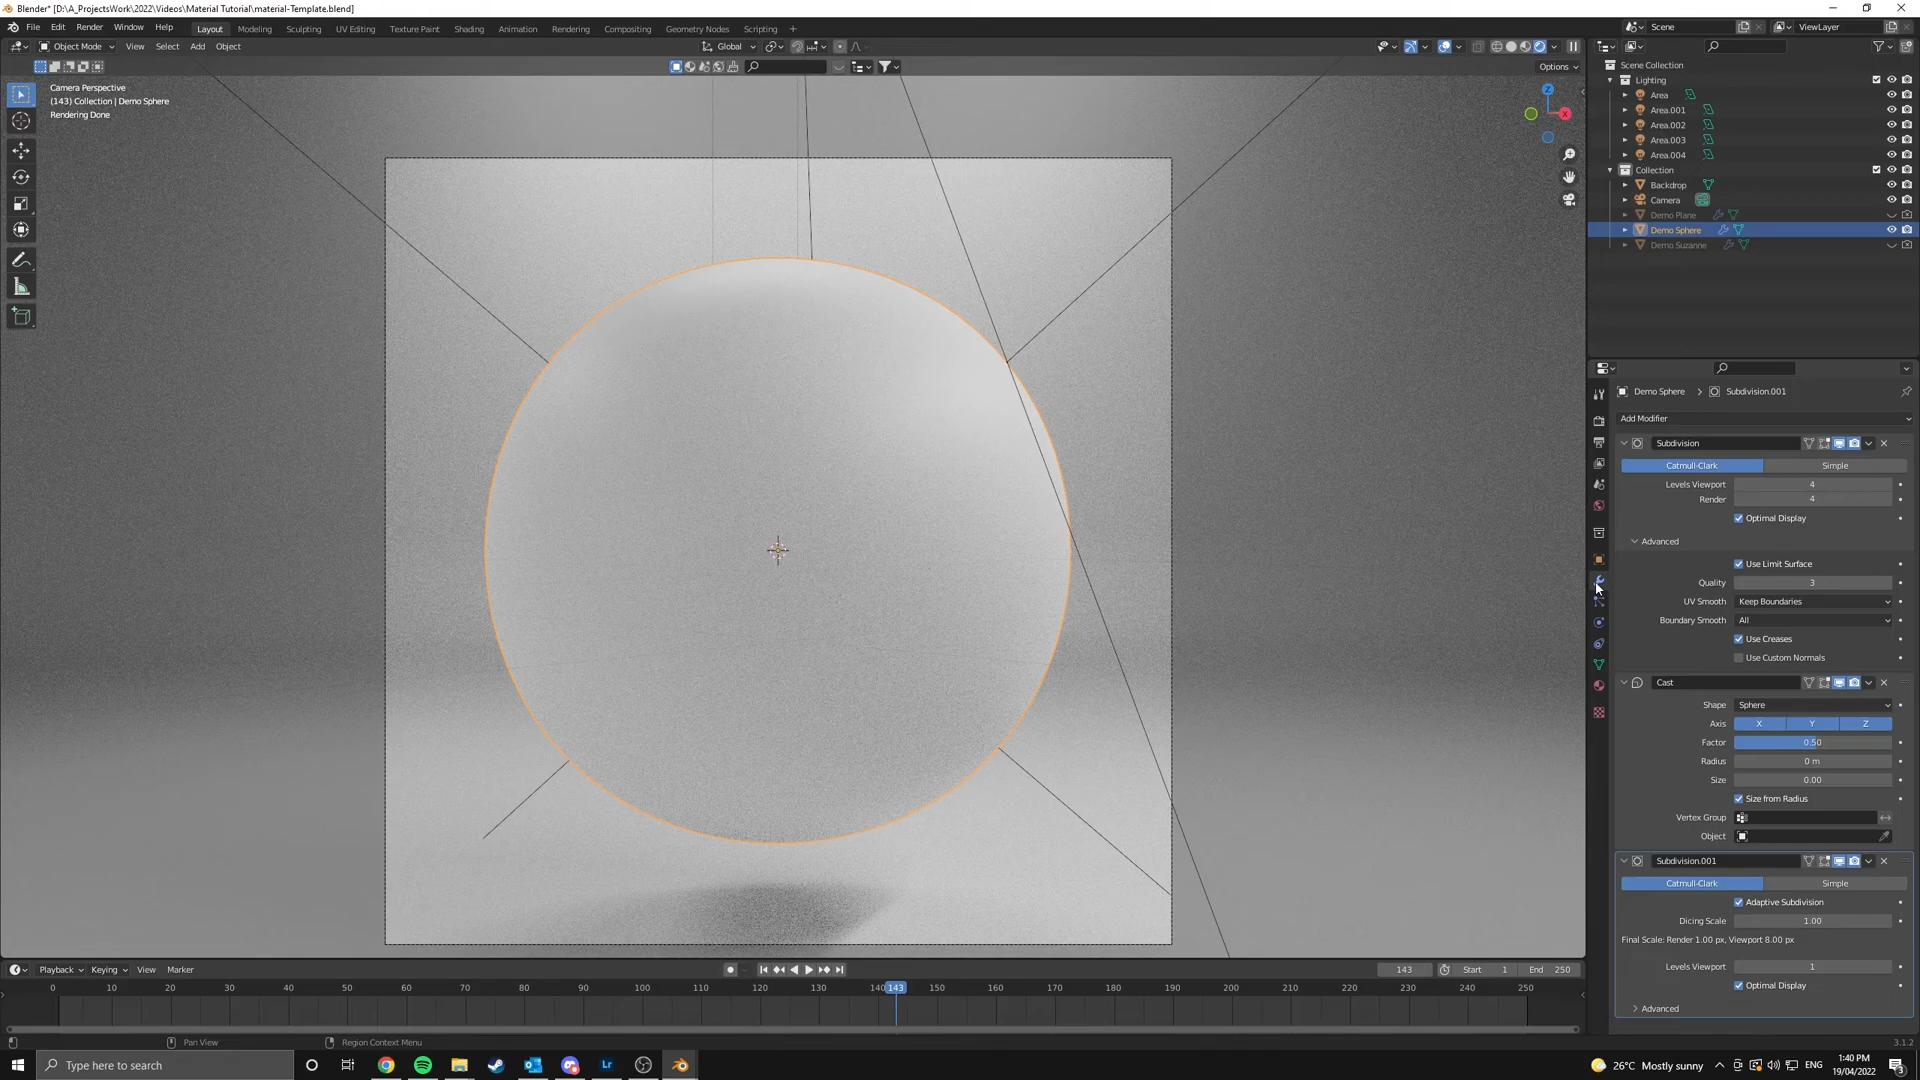 Blender* [D:\A_ProjectsWork\2022\Videos\Material Tutorial\material-Template.blend]
File Edit Render Window Help Layout Modeling Sculpting UV Editing Texture Paint Shading Animation Rendering Compositing Geometry Nodes Scripting + Scene ViewLayer
Object Mode View Select Add Object Global
Options
Camera Perspective
(143) Collection | Demo Sphere
Rendering Done
Z
X
Scene Collection
Lighting
Area
Area.001
Area.002
Area.003
Area.004
Collection
Backdrop
Camera
Demo Plane
Demo Sphere
Demo Suzanne
Demo Sphere > Subdivision.001
Add Modifier
Subdivision
Catmull-Clark Simple
Levels Viewport 4
Render 4
Optimal Display
Advanced
Use Limit Surface
Quality 3
UV Smooth Keep Boundaries
Boundary Smooth All
Use Creases
Use Custom Normals
Cast
Shape Sphere
Axis X Y Z
Factor 0.50
Radius 0 m
Size 0.00
Size from Radius
Vertex Group
Object
Subdivision.001
Catmull-Clark Simple
Adaptive Subdivision
Dicing Scale 1.00
Final Scale: Render 1.00 px, Viewport 8.00 px
Levels Viewport 1
Optimal Display
Advanced
Playback Keying View Marker 143 Start 1 End 250
0 10 20 30 40 50 60 70 80 90 100 110 120 130 140 143 150 160 170 180 190 200 210 220 230 240 250
Pan View Region Context Menu 3.1.2
Type here to search Lr 26°C Mostly sunny ENG 1:40 PM
19/04/2022 3